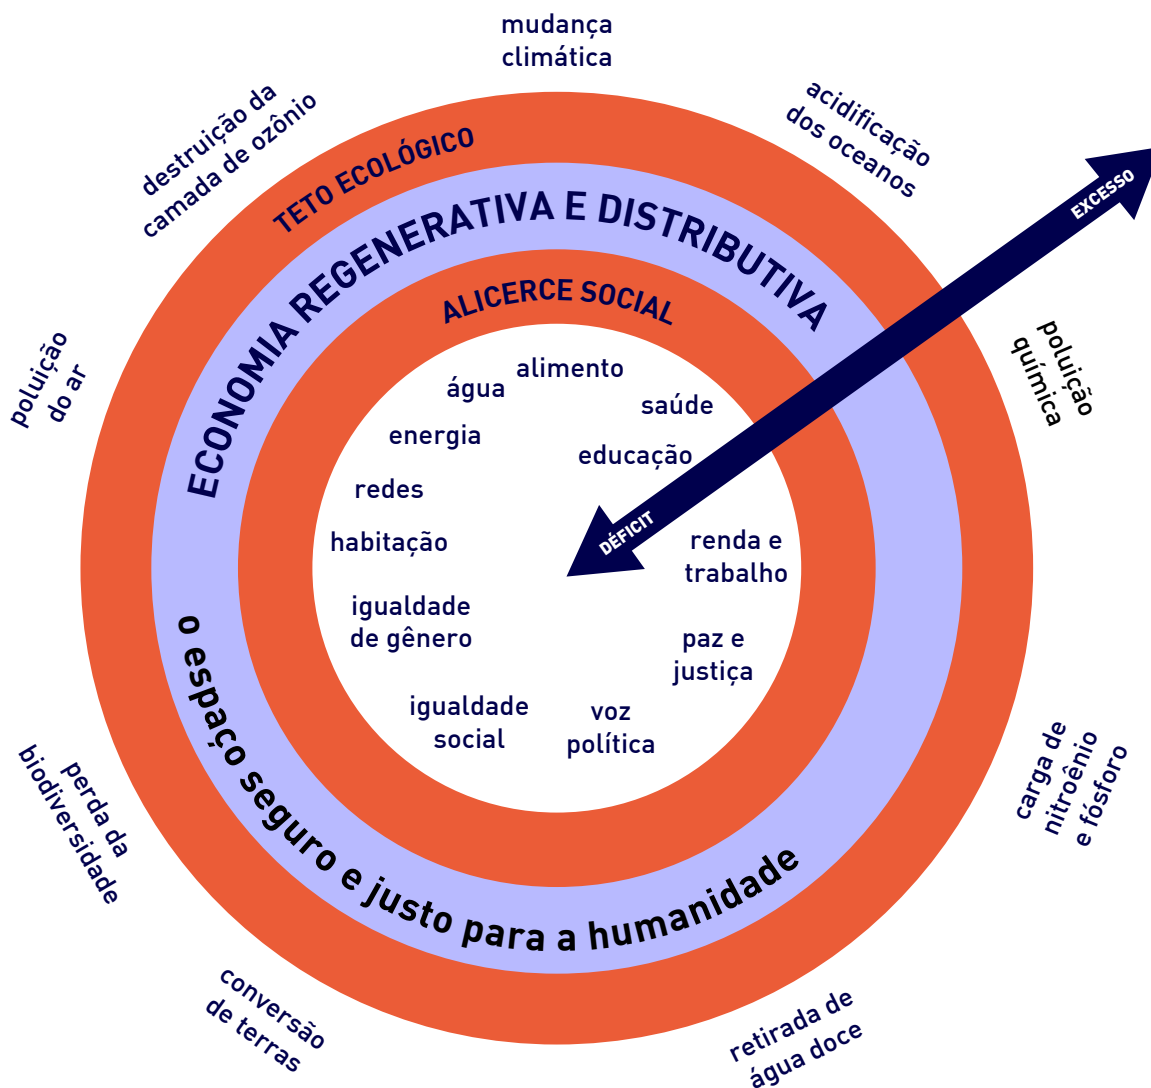 mudança
climática
acidificação
dos oceanos
destruição da
camada de ozônio
TETO ECOLÓGICO
EXCESSO
ECONOMIA REGENERATIVA E DISTRIBUTIVA
ALICERCE SOCIAL
poluição
do ar
poluição
química
alimento
água
saúde
energia
educação
redes
DÉFICIT
habitação
renda e
trabalho
igualdade
de gênero
paz e
justiça
igualdade
social
voz
política
o espaço seguro e justo para a humanidade
perda da
biodiversidade
carga de
nitroênio
e fósforo
conversão
de terras
retirada de
água doce